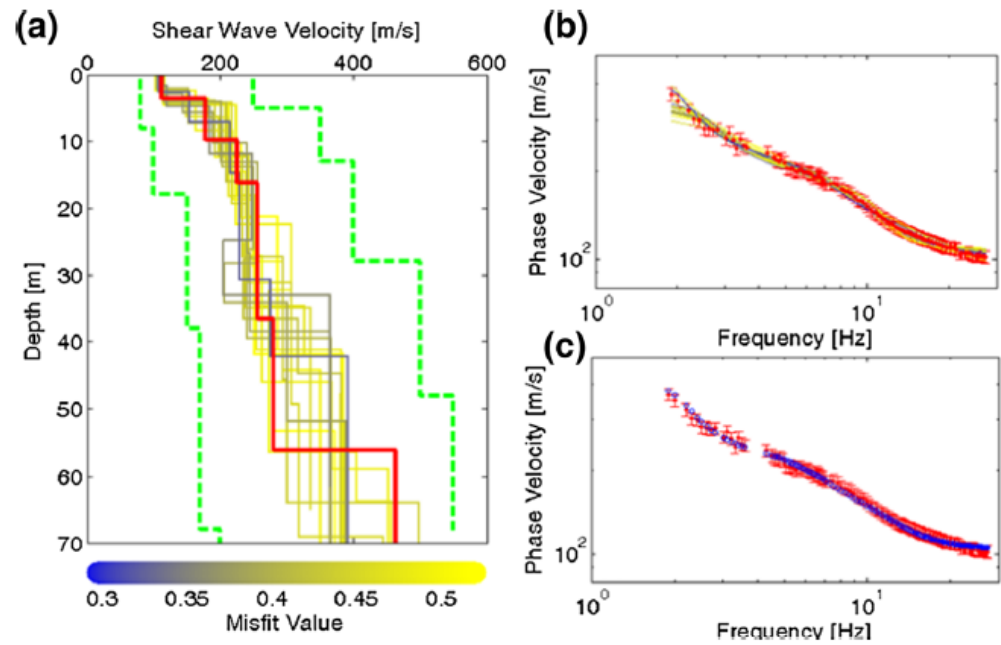 (a)
Shear Wave Velocity [m/s]
0 200 400 600
0
10
20
30
40
50
60
70
Depth [m]
0.3 0.35 0.4 0.45 0.5
Misfit Value
(b)
Phase Velocity [m/s]
10²
10⁰ 10¹
Frequency [Hz]
(c)
Phase Velocity [m/s]
10²
10⁰ 10¹
Frequency [Hz]